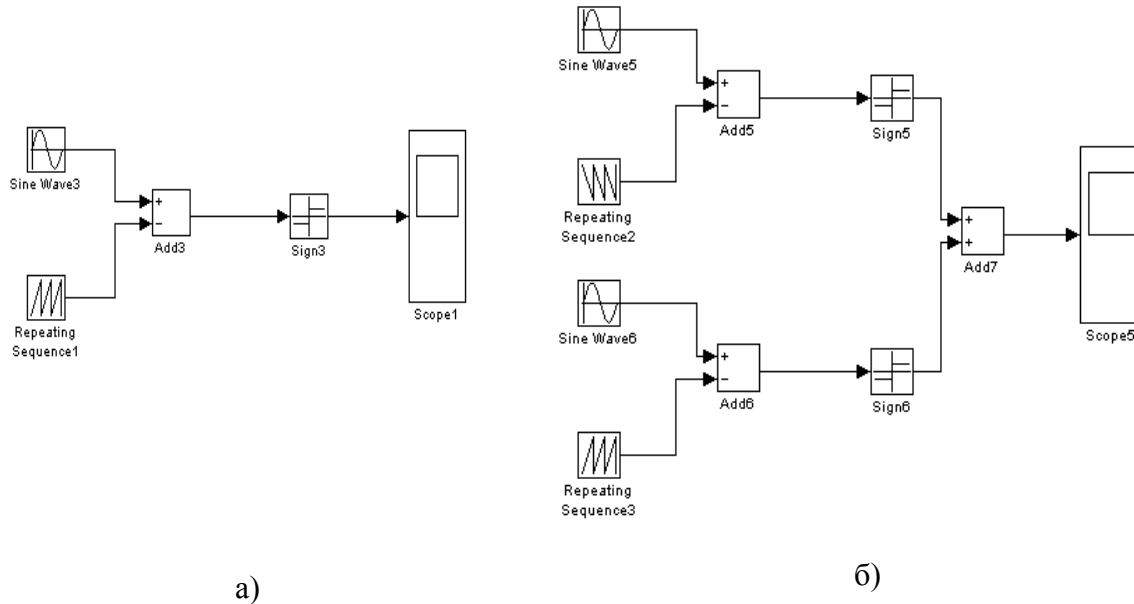 Sine Wave3
+
−
Add3
Sign3
Scope1
Repeating
Sequence1
а)
Sine Wave5
+
−
Add5
Sign5
Repeating
Sequence2
+
+
Add7
Scope5
Sine Wave6
+
−
Add6
Sign6
Repeating
Sequence3
б)